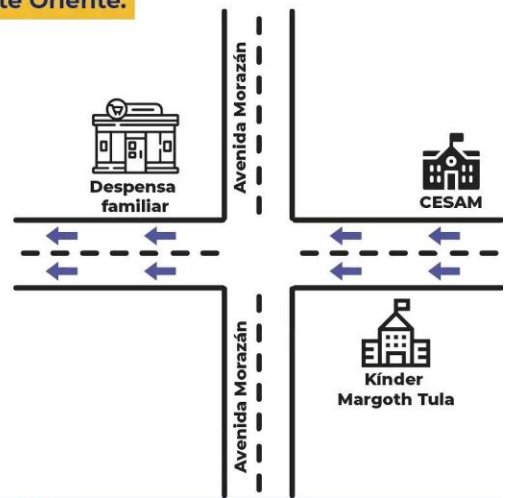 te Oriente.
Avenida Morazán
Despensa
familiar
CESAM
Kínder
Margoth Tula
Avenida Morazán